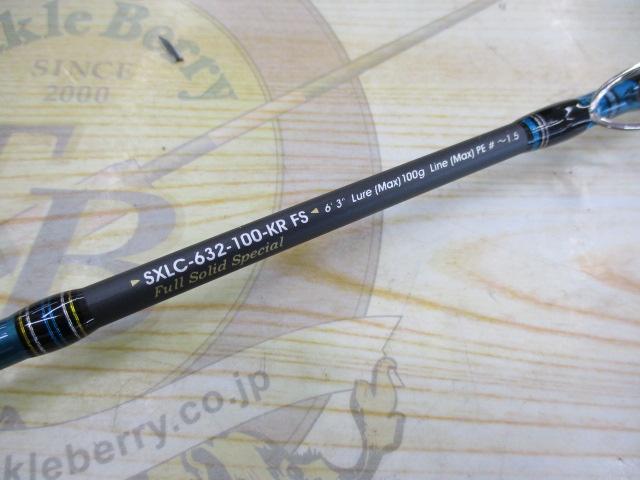 ckle Berry
SINCE
2000
SXLC-632-100-KR FS 6' 3" Lure (Max) 100g Line (Max) PE # ~1.5
Full Solid Special
ckleberry.co.jp